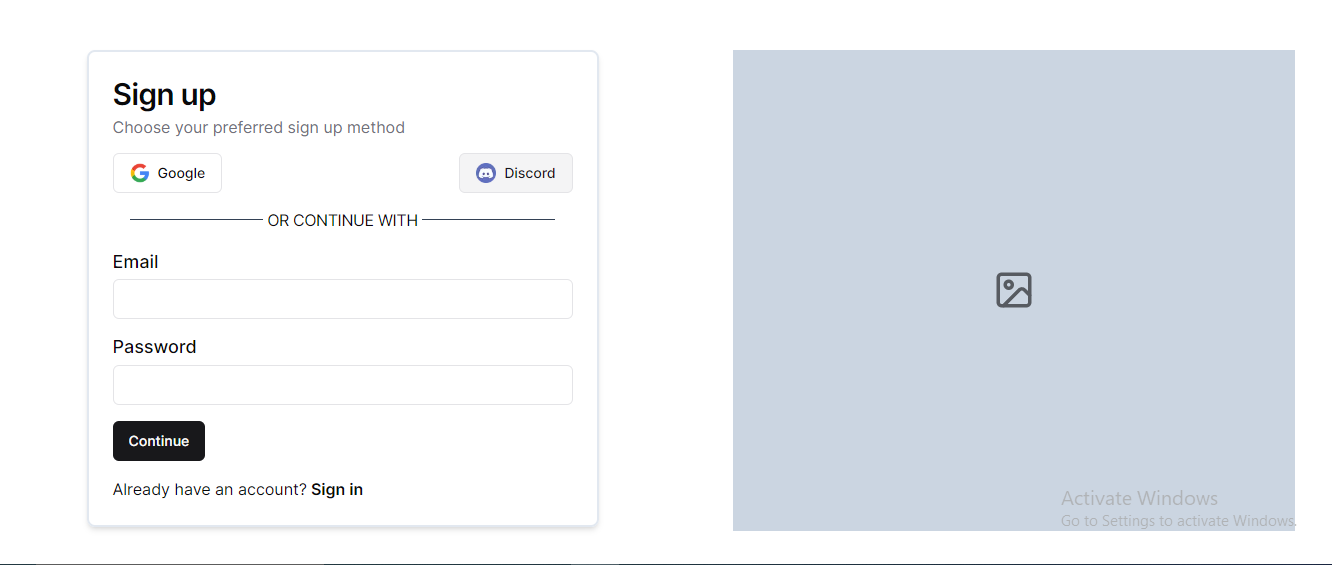 Sign up
Choose your preferred sign up method
Google
Discord
OR CONTINUE WITH
Email
Password
Continue
Already have an account? Sign in
Activate Windows
Go to Settings to activate Windows.